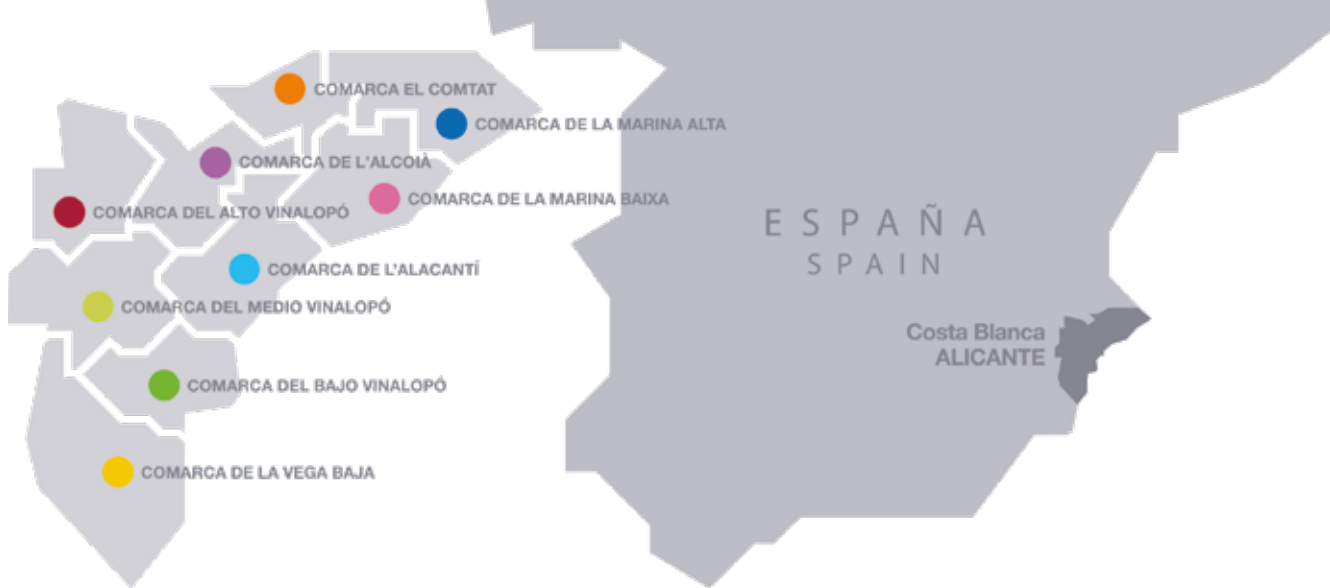 COMARCA EL COMTAT
COMARCA DE LA MARINA ALTA
COMARCA DE L'ALCOIÀ
COMARCA DE LA MARINA BAIXA
COMARCA DEL ALTO VINALOPÓ
COMARCA DE L'ALACANTÍ
COMARCA DEL MEDIO VINALOPÓ
COMARCA DEL BAJO VINALOPÓ
COMARCA DE LA VEGA BAJA
ESPAÑA
SPAIN
Costa Blanca
ALICANTE